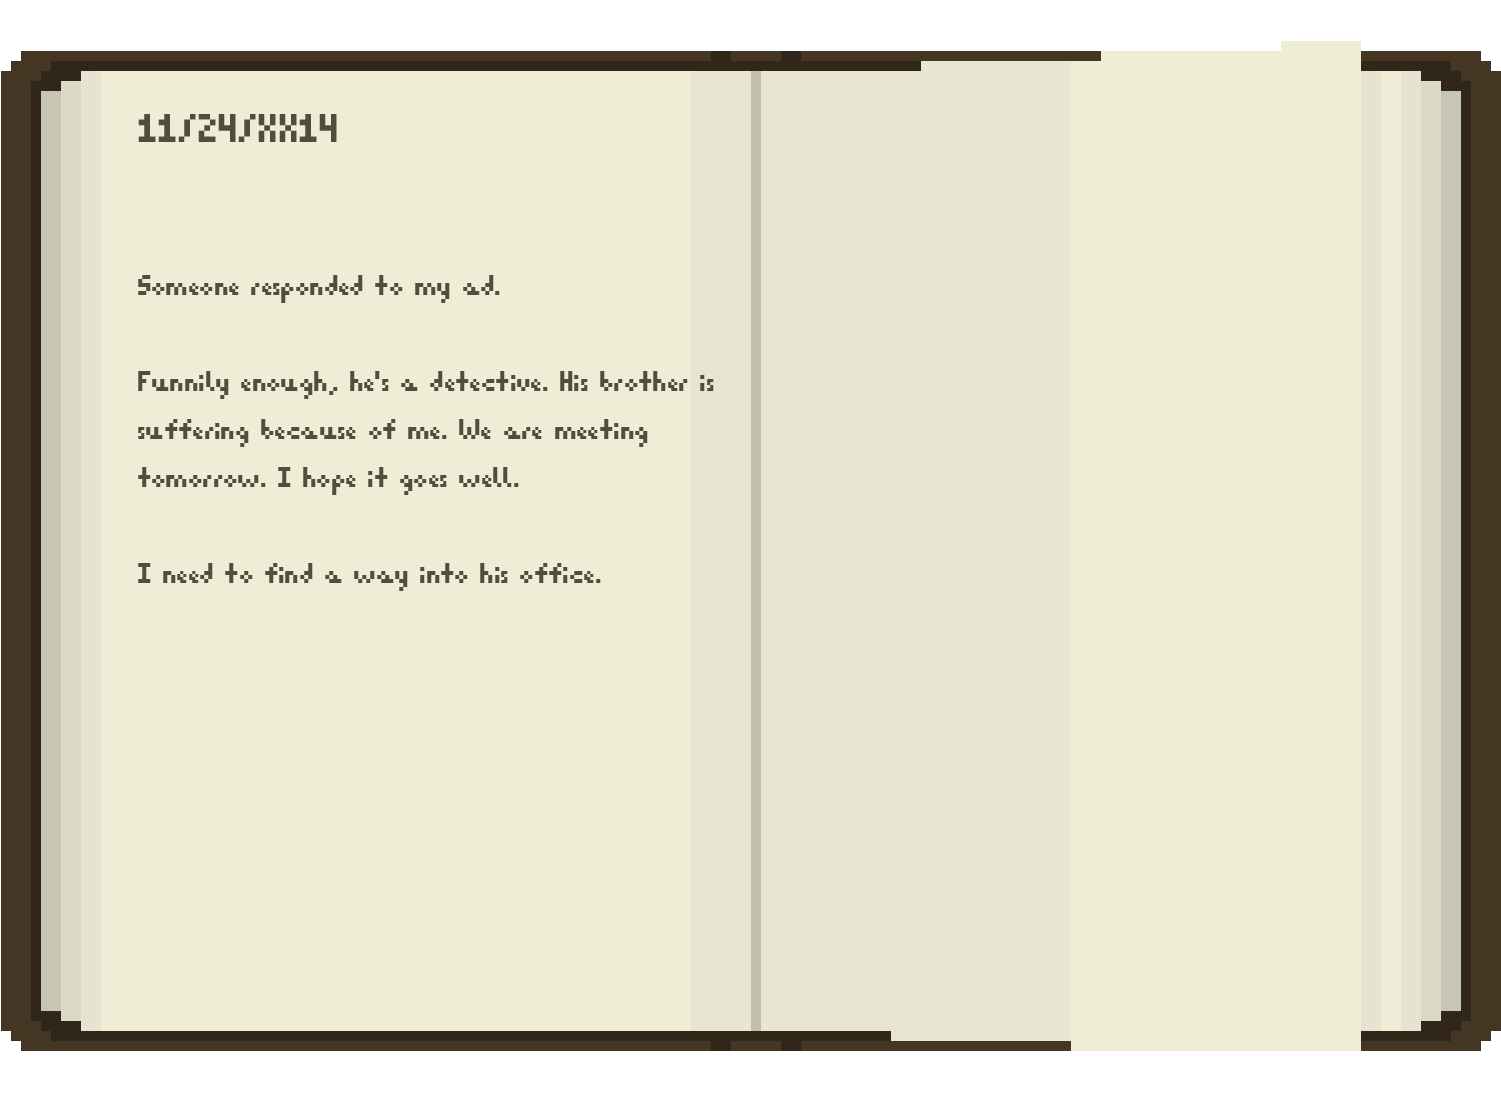 11/24/XX14
Someone responded to my ad.
Funnily enough, he's a detective. His brother is
suffering because of me. We are meeting
tomorrow. I hope it goes well.
I need to find a way into his office.